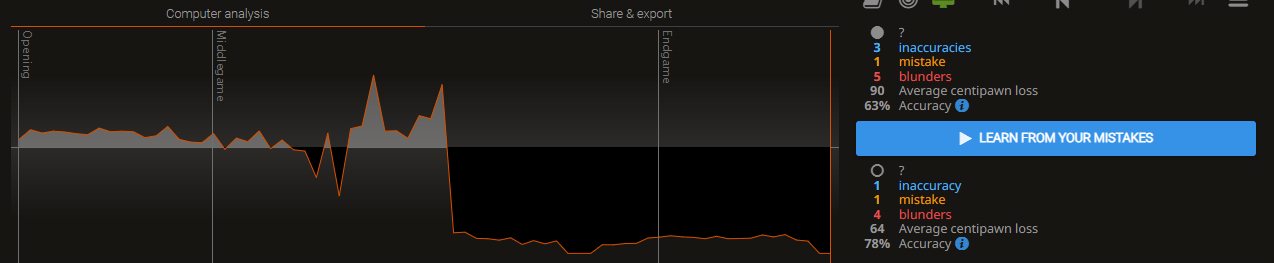 Computer analysis
Share & export
Opening
Middlegame
Endgame
?
3 inaccuracies
1 mistake
5 blunders
90 Average centipawn loss
63% Accuracy i
LEARN FROM YOUR MISTAKES
?
1 inaccuracy
1 mistake
4 blunders
64 Average centipawn loss
78% Accuracy i